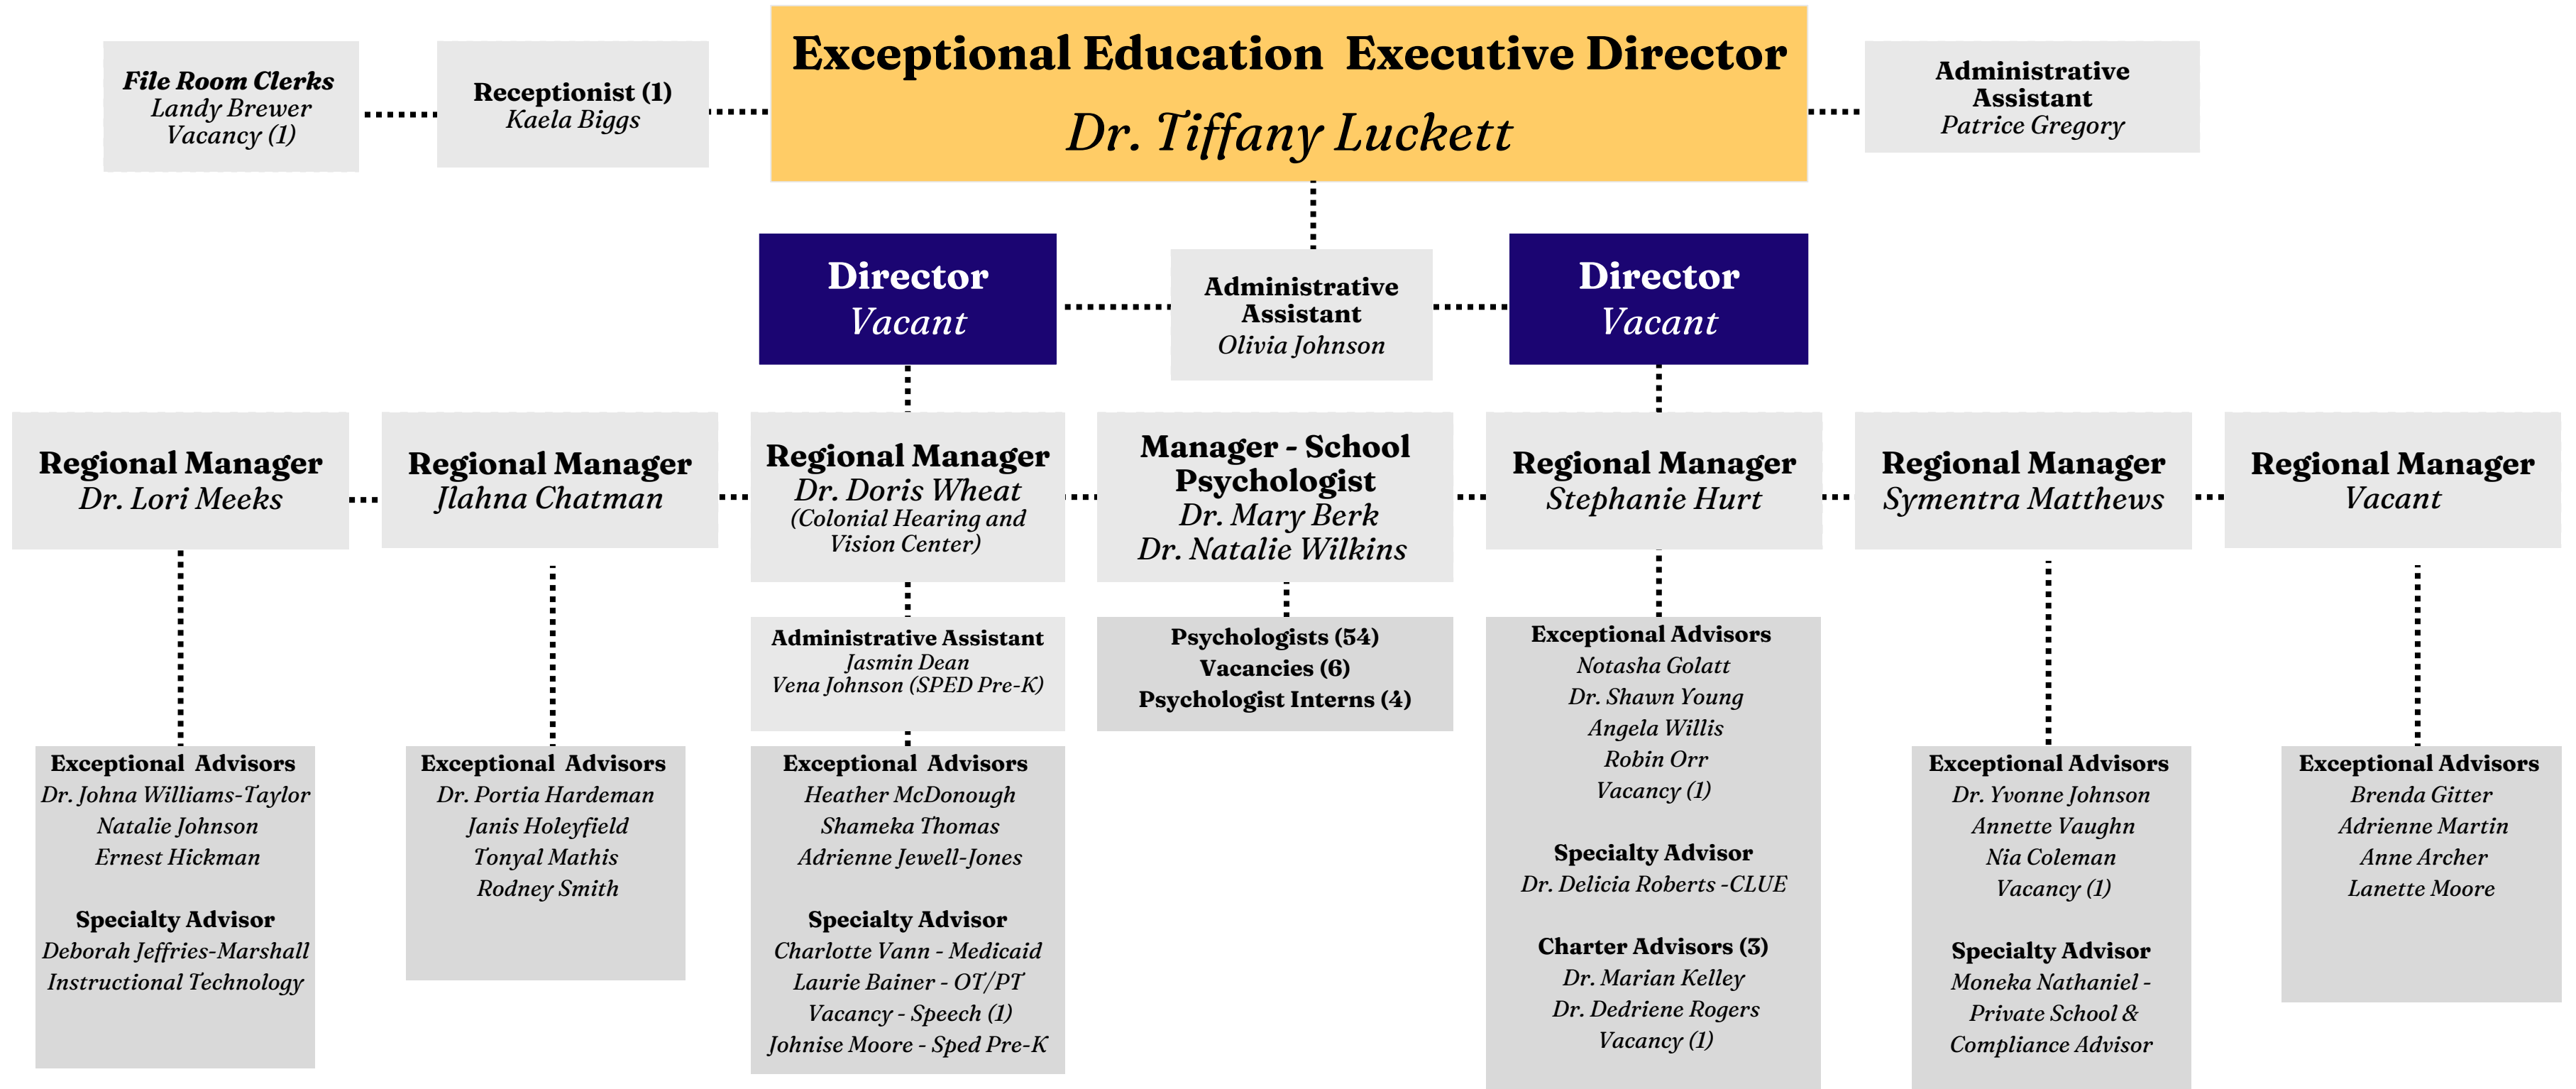 File Room Clerks
Landy Brewer
Vacancy (1)
Receptionist (1)
Kaela Biggs
Exceptional Education  Executive Director
Dr. Tiffany Luckett
Administrative
Assistant
Patrice Gregory
Director
Vacant
Administrative
Assistant
Olivia Johnson
Director
Vacant
Regional Manager
Dr. Lori Meeks
Regional Manager
Jlahna Chatman
Regional Manager
Dr. Doris Wheat
(Colonial Hearing and
Vision Center)
Manager - School
Psychologist
Dr. Mary Berk
Dr. Natalie Wilkins
Regional Manager
Stephanie Hurt
Regional Manager
Symentra Matthews
Regional Manager
Vacant
Administrative Assistant
Jasmin Dean
Vena Johnson (SPED Pre-K)
Psychologists (54)
Vacancies (6)
Psychologist Interns (4)
Exceptional Advisors
Notasha Golatt
Dr. Shawn Young
Angela Willis
Robin Orr
Vacancy (1)
Specialty Advisor
Dr. Delicia Roberts -CLUE
Charter Advisors (3)
Dr. Marian Kelley
Dr. Dedriene Rogers
Vacancy (1)
Exceptional  Advisors
Dr. Johna Williams-Taylor
Natalie Johnson
Ernest Hickman
Specialty Advisor
Deborah Jeffries-Marshall
Instructional Technology
Exceptional  Advisors
Dr. Portia Hardeman
Janis Holeyfield
Tonyal Mathis
Rodney Smith
Exceptional  Advisors
Heather McDonough
Shameka Thomas
Adrienne Jewell-Jones
Specialty Advisor
Charlotte Vann - Medicaid
Laurie Bainer - OT/PT
Vacancy - Speech (1)
Johnise Moore - Sped Pre-K
Exceptional Advisors
Dr. Yvonne Johnson
Annette Vaughn
Nia Coleman
Vacancy (1)
Specialty Advisor
Moneka Nathaniel -
Private School &
Compliance Advisor
Exceptional Advisors
Brenda Gitter
Adrienne Martin
Anne Archer
Lanette Moore